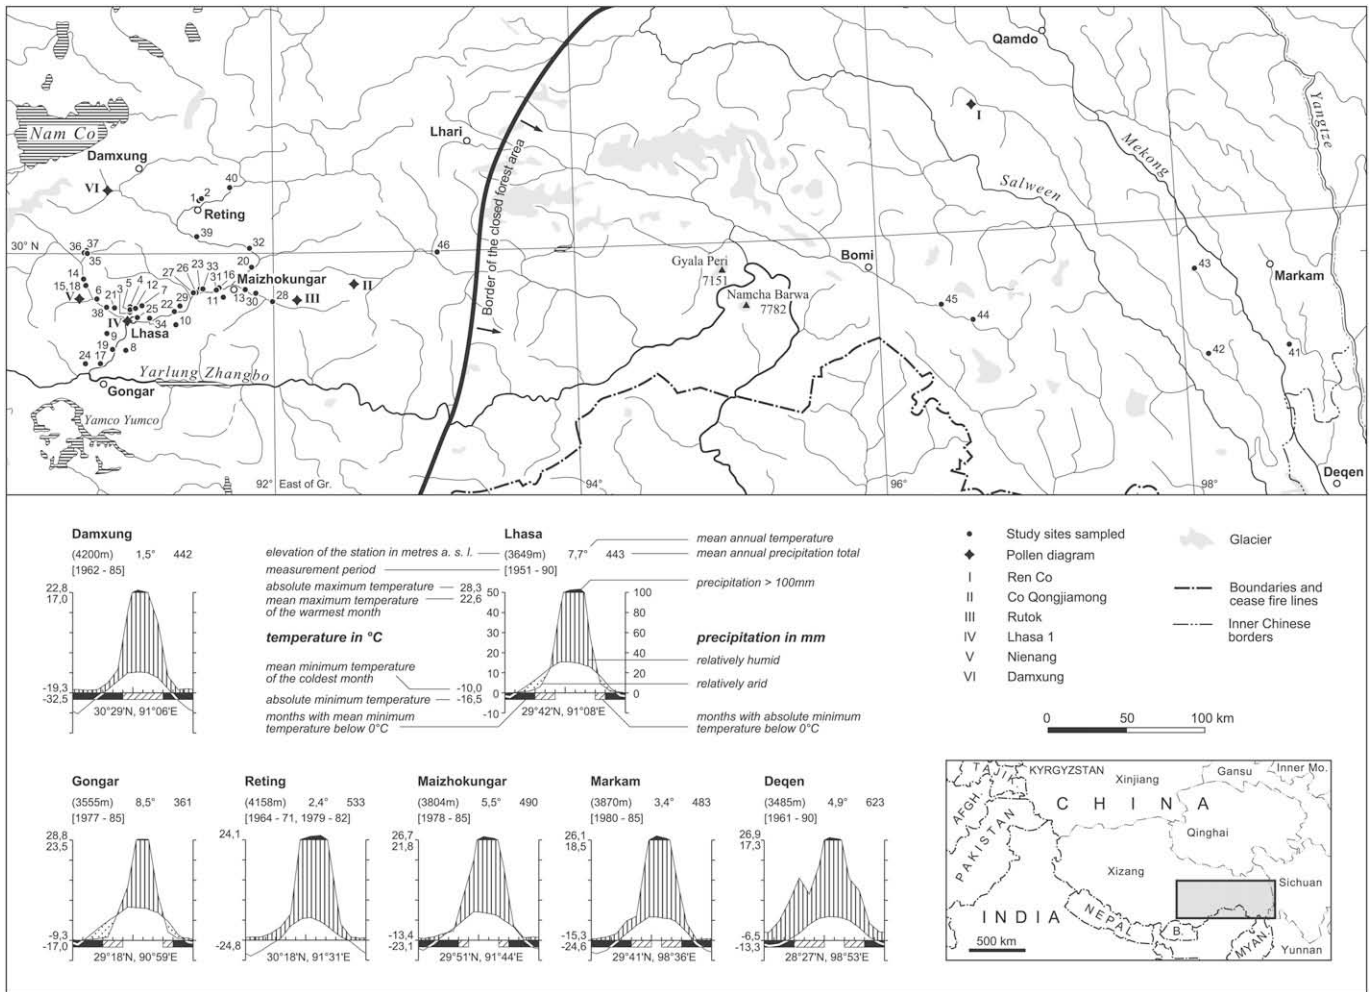 Qamdo
I
Yangtze
Nam Co
Lhari
Mekong
Damxung
Border of the closed forest area
Salween
VI
40
1
2
Reting
39
32
30° N
36
37
35
46
Gyala Peri
7151
Bomi
43
Markam
20
14
15,18
27
26
23
33
31
16
Maizhokungar
II
V
6
21
3
5
4
12
7
29
11
13
30
28
III
Namcha Barwa
7782
45
44
38
22
25
IV
Lhasa
34
10
9
19
8
42
41
24
17
Yarlung Zhangbo
Gongar
Yamco Yumco
Deqen
92°
East of Gr.
94°
96°
98°
Damxung
(4200m) 1,5° 442
[1962 - 85]
22,8
17,0
-19,3
-32,5
30°29'N, 91°06'E
Lhasa
(3649m) 7,7° 443
[1951 - 90]
elevation of the station in metres a. s. l.
measurement period
absolute maximum temperature 28,3
mean maximum temperature 22,6
of the warmest month
temperature in °C
mean minimum temperature
of the coldest month -10,0
absolute minimum temperature -16,5
months with mean minimum
temperature below 0°C
50
40
30
20
10
0
-10
100
80
60
40
20
0
29°42'N, 91°08'E
mean annual temperature
mean annual precipitation total
precipitation > 100mm
precipitation in mm
relatively humid
relatively arid
months with absolute minimum
temperature below 0°C
Study sites sampled
Pollen diagram
I Ren Co
II Co Qongjiamong
III Rutok
IV Lhasa 1
V Nienang
VI Damxung
Glacier
Boundaries and
cease fire lines
Inner Chinese
borders
0 50 100 km
Gongar
(3555m) 8,5° 361
[1977 - 85]
28,8
23,5
-9,3
-17,0
29°18'N, 90°59'E
Reting
(4158m) 2,4° 533
[1964 - 71, 1979 - 82]
24,1
-24,8
30°18'N, 91°31'E
Maizhokungar
(3804m) 5,5° 490
[1978 - 85]
26,7
21,8
-13,4
-23,1
29°51'N, 91°44'E
Markam
(3870m) 3,4° 483
[1980 - 85]
26,1
18,5
-15,3
-24,6
29°41'N, 98°36'E
Deqen
(3485m) 4,9° 623
[1961 - 90]
26,9
17,3
-6,5
-13,3
28°27'N, 98°53'E
TAJIK.
KYRGYZSTAN
Xinjiang
Gansu
Inner Mo.
AFGH.
CHINA
PAKISTAN
Qinghai
Xizang
Sichuan
INDIA
NEPAL
B.
MYAN.
Yunnan
500 km